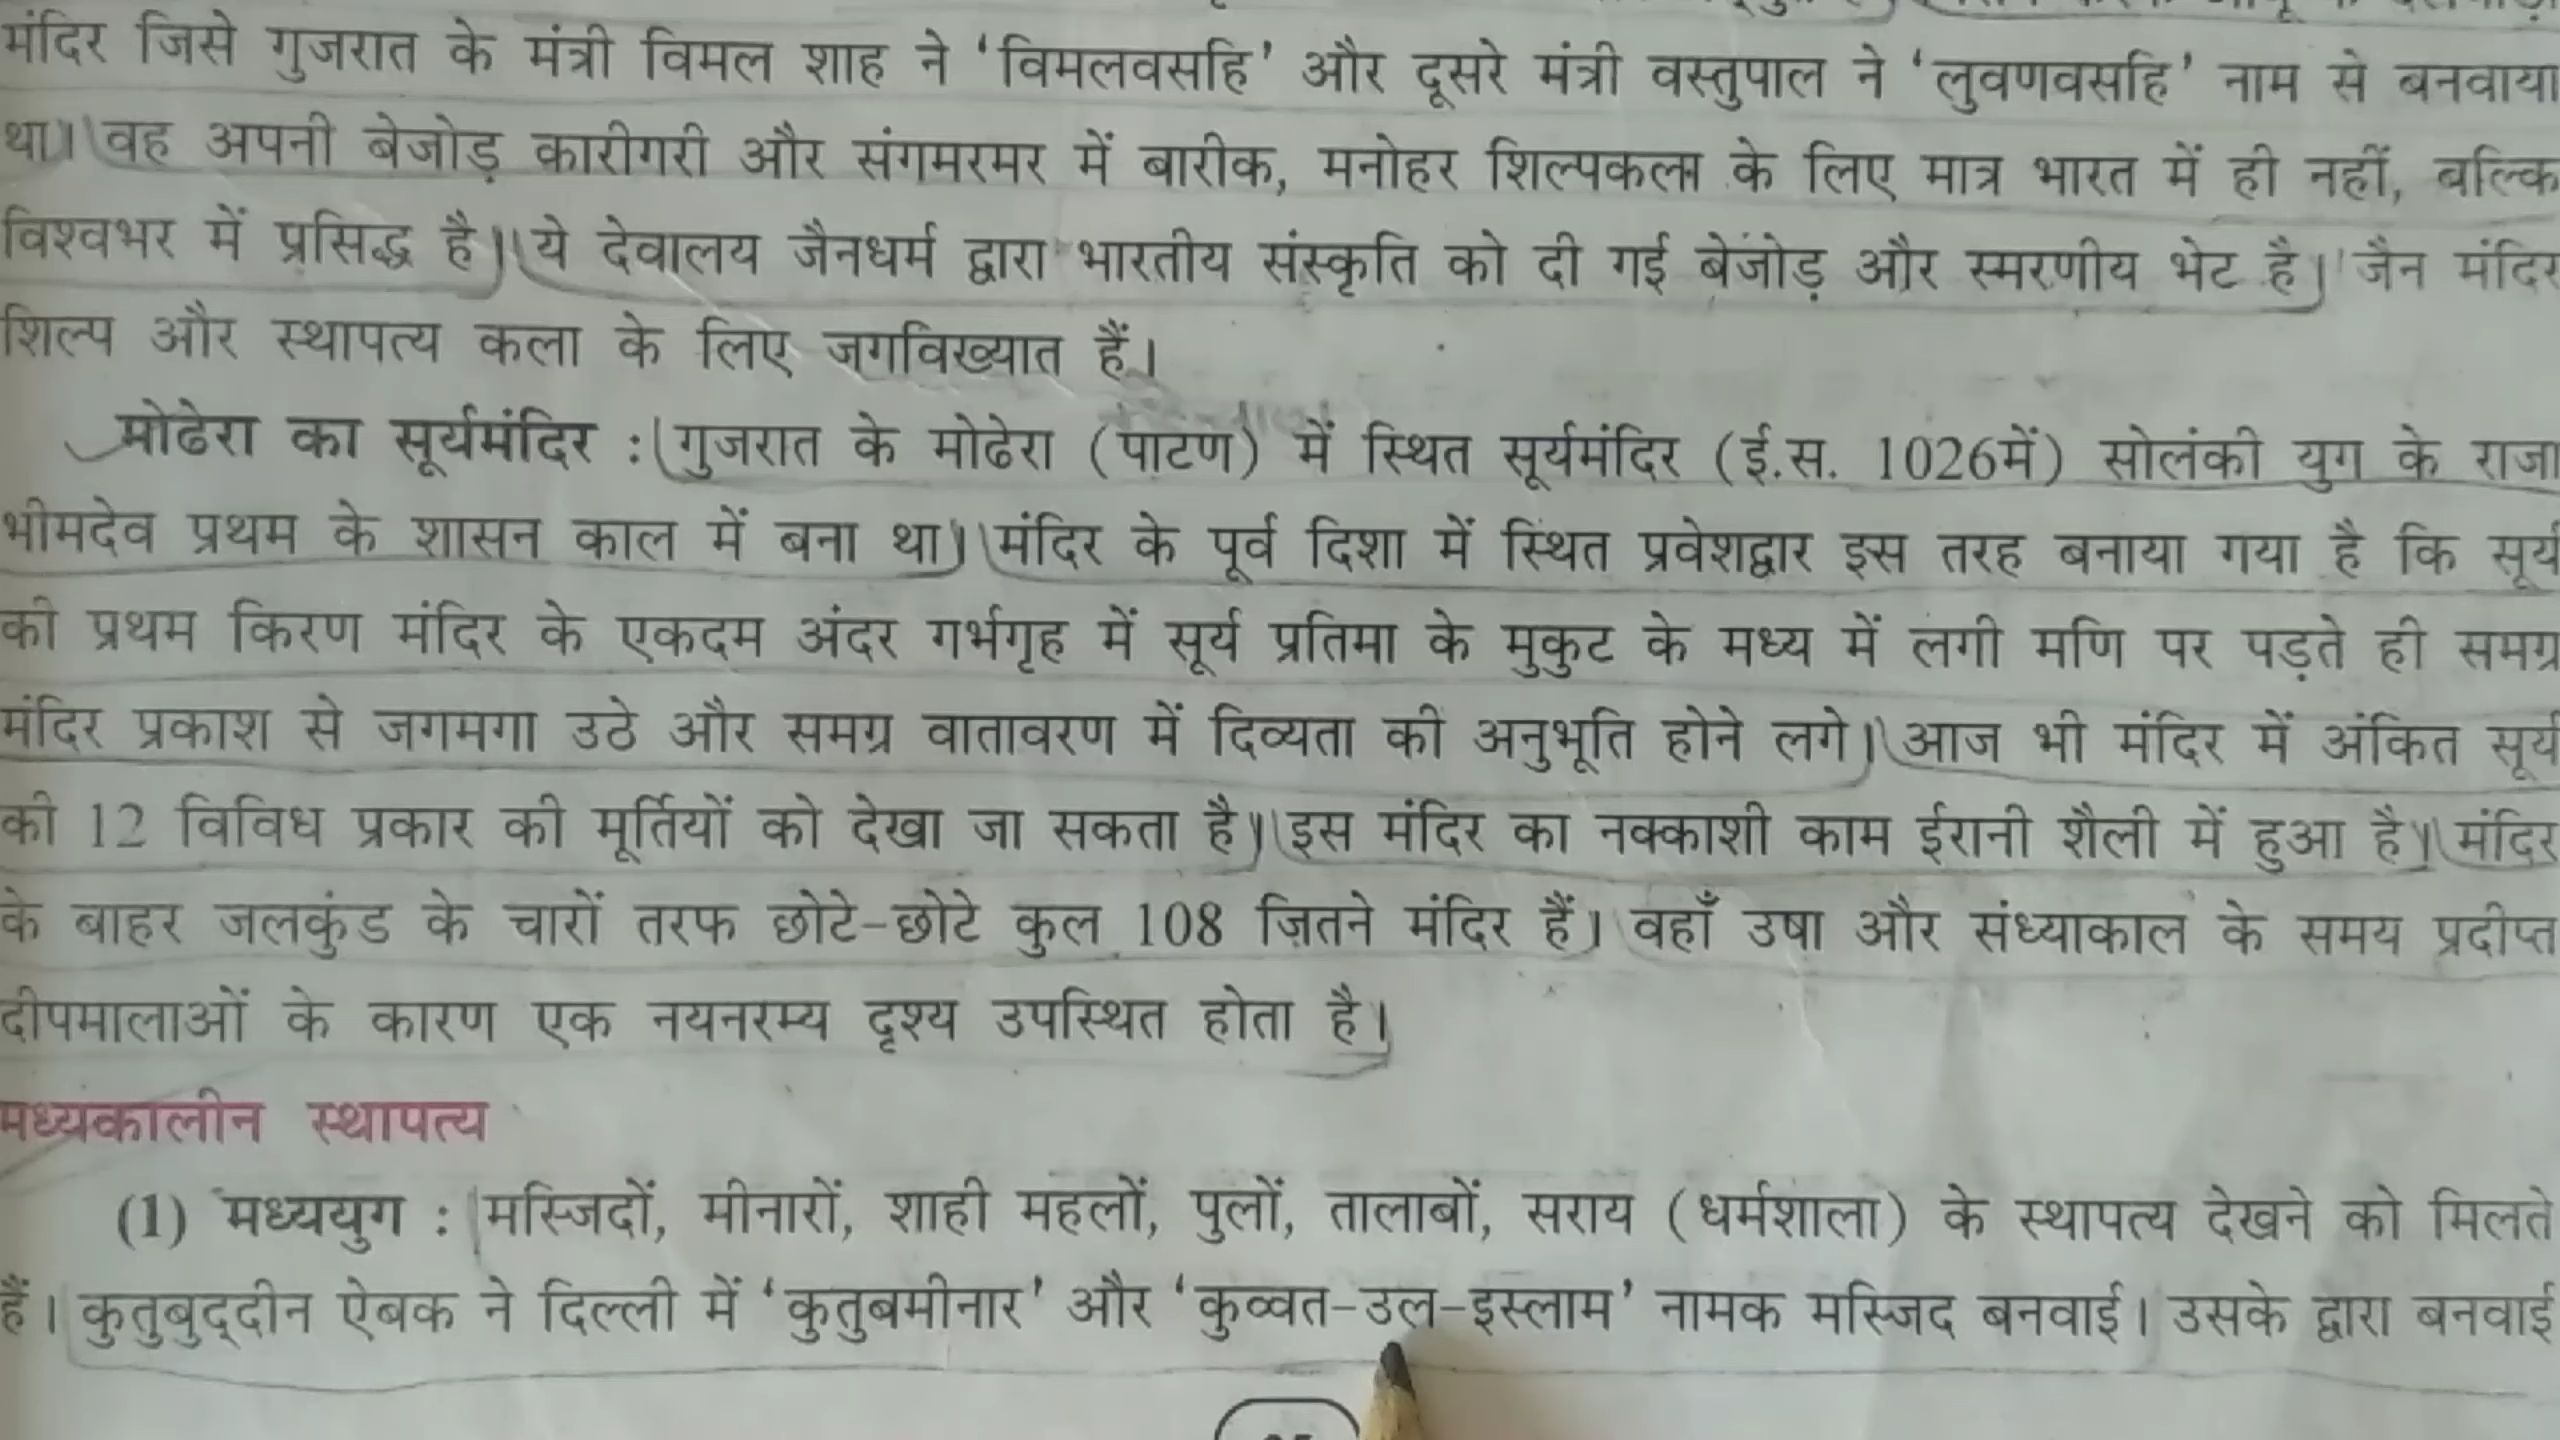 मंदिर जिसे गुजरात के मंत्री विमल शाह ने ‘विमलवसहि’ और दूसरे मंत्री वस्तुपाल ने ‘लुवणवसहि’ नाम से बनवाया
था। वह अपनी बेजोड़ कारीगरी और संगमरमर में बारीक, मनोहर शिल्पकला के लिए मात्र भारत में ही नहीं, बल्कि
विश्वभर में प्रसिद्ध है। ये देवालय जैनधर्म द्वारा भारतीय संस्कृति को दी गई बेजोड़ और स्मरणीय भेट है। जैन मंदिर
शिल्प और स्थापत्य कला के लिए जगविख्यात हैं।
मोढेरा का सूर्यमंदिर : गुजरात के मोढेरा (पाटण) में स्थित सूर्यमंदिर (ई.स. 1026में) सोलंकी युग के राजा
भीमदेव प्रथम के शासन काल में बना था। मंदिर के पूर्व दिशा में स्थित प्रवेशद्वार इस तरह बनाया गया है कि सूर्य
की प्रथम किरण मंदिर के एकदम अंदर गर्भगृह में सूर्य प्रतिमा के मुकुट के मध्य में लगी मणि पर पड़ते ही समग्र
मंदिर प्रकाश से जगमगा उठे और समग्र वातावरण में दिव्यता की अनुभूति होने लगे। आज भी मंदिर में अंकित सूर्य
की 12 विविध प्रकार की मूर्तियों को देखा जा सकता है। इस मंदिर का नक्काशी काम ईरानी शैली में हुआ है। मंदिर
के बाहर जलकुंड के चारों तरफ छोटे-छोटे कुल 108 जितने मंदिर हैं। वहाँ उषा और संध्याकाल के समय प्रदीप्त
दीपमालाओं के कारण एक नयनरम्य दृश्य उपस्थित होता है।
मध्यकालीन स्थापत्य
(1) मध्ययुग : मस्जिदों, मीनारों, शाही महलों, पुलों, तालाबों, सराय (धर्मशाला) के स्थापत्य देखने को मिलते
हैं। कुतुबुद्दीन ऐबक ने दिल्ली में ‘कुतुबमीनार’ और ‘कुव्वत-उल-इस्लाम’ नामक मस्जिद बनवाई। उसके द्वारा बनवाई